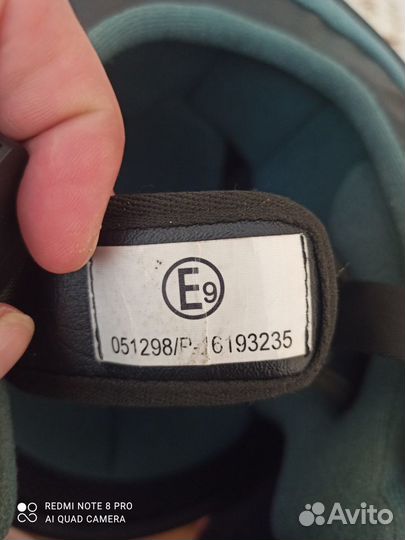 E9
051298/P-16193235
REDMI NOTE 8 PRO
AI QUAD CAMERA
Avito